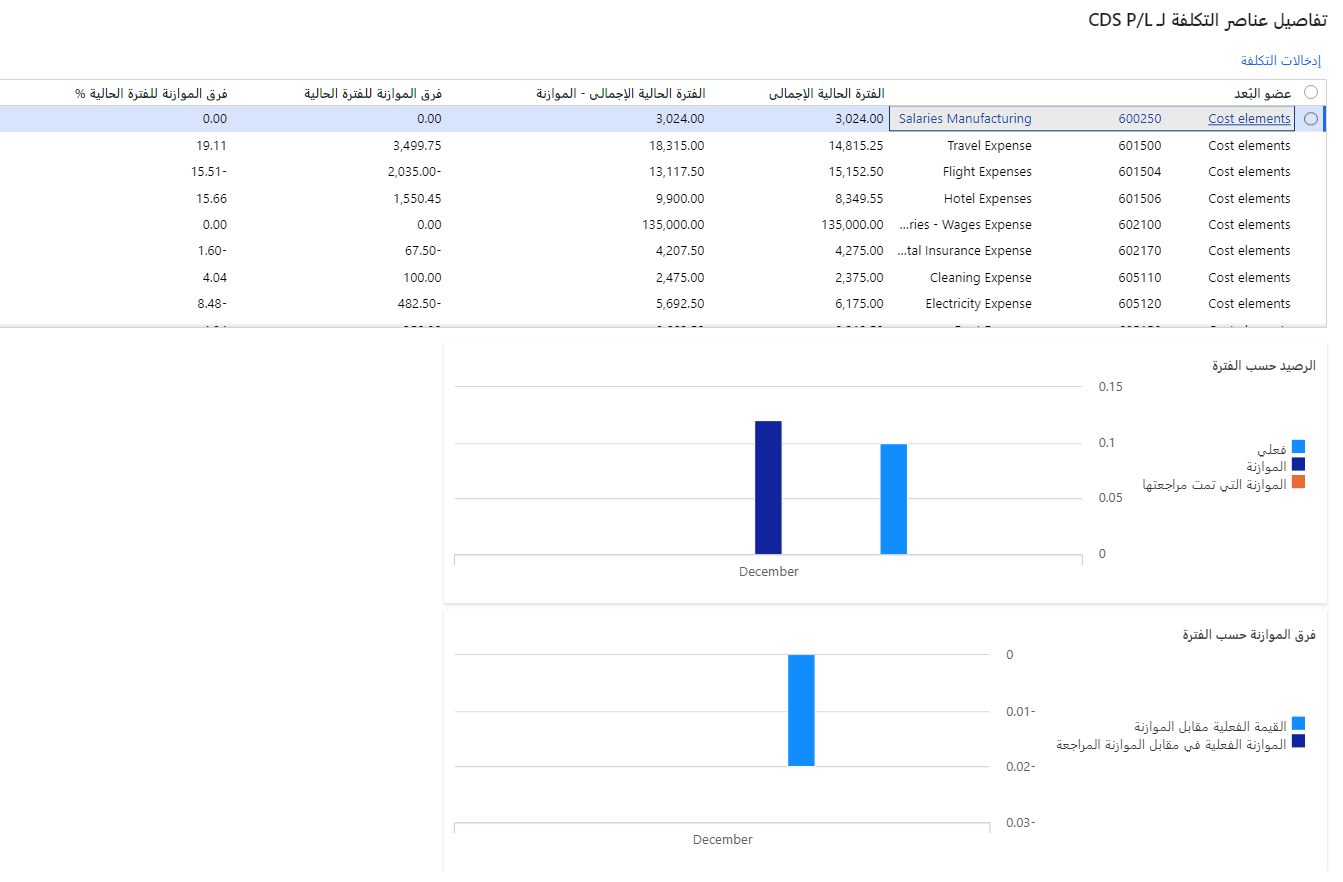 تفاصيل عناصر التكلفة لـ CDS P/L
إدخالات التكلفة
عضو البُعد الفترة الحالية الإجمالي الفترة الحالية الإجمالي - الموازنة فرق الموازنة للفترة الحالية فرق الموازنة للفترة الحالية %
Cost elements 600250 Salaries Manufacturing 3,024.00 3,024.00 0.00 0.00
Cost elements 601500 Travel Expense 14,815.25 18,315.00 3,499.75 19.11
Cost elements 601504 Flight Expenses 15,152.50 13,117.50 2,035.00- 15.51-
Cost elements 601506 Hotel Expenses 8,349.55 9,900.00 1,550.45 15.66
Cost elements 602100 ...ries - Wages Expense 135,000.00 135,000.00 0.00 0.00
Cost elements 602170 ...tal Insurance Expense 4,275.00 4,207.50 67.50- 1.60-
Cost elements 605110 Cleaning Expense 2,375.00 2,475.00 100.00 4.04
Cost elements 605120 Electricity Expense 6,175.00 5,692.50 482.50- 8.48-
الرصيد حسب الفترة
0.15
0.1
0.05
0
فعلي
الموازنة
الموازنة التي تمت مراجعتها
December
فرق الموازنة حسب الفترة
0
0.01-
0.02-
0.03-
القيمة الفعلية مقابل الموازنة
الموازنة الفعلية في مقابل الموازنة المراجعة
December